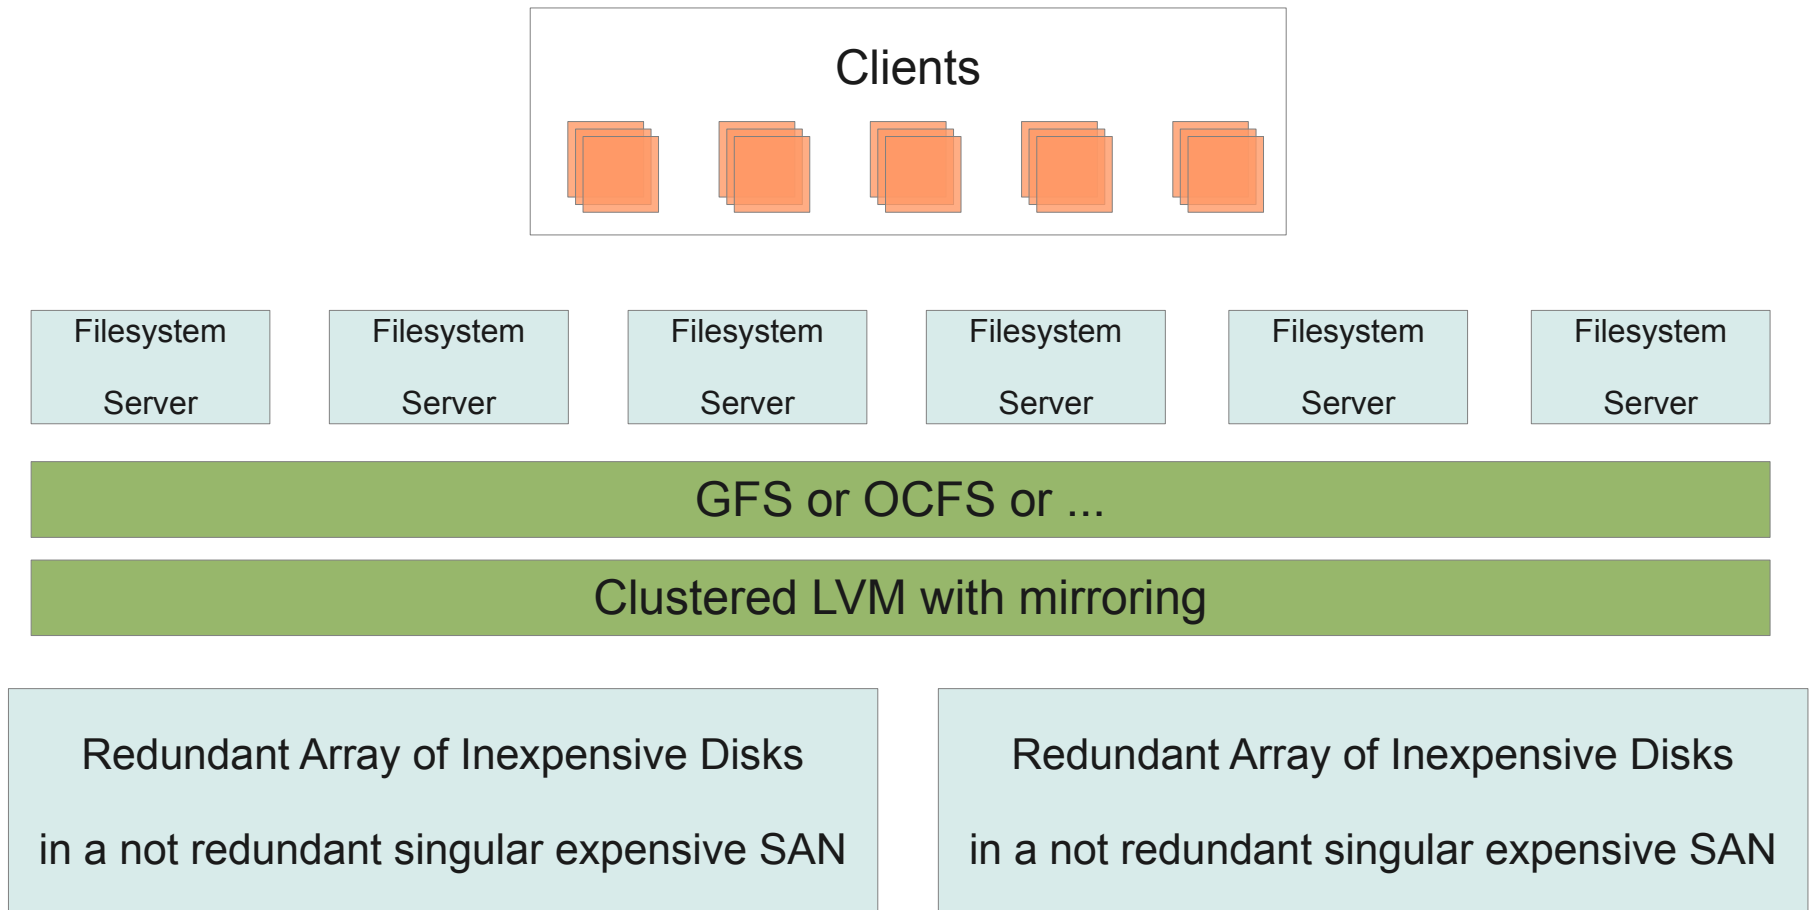 Clients
Filesystem
Server
Filesystem
Server
Filesystem
Server
Filesystem
Server
Filesystem
Server
Filesystem
Server
GFS or OCFS or ...
Clustered LVM with mirroring
Redundant Array of Inexpensive Disks
in a not redundant singular expensive SAN
Redundant Array of Inexpensive Disks
in a not redundant singular expensive SAN